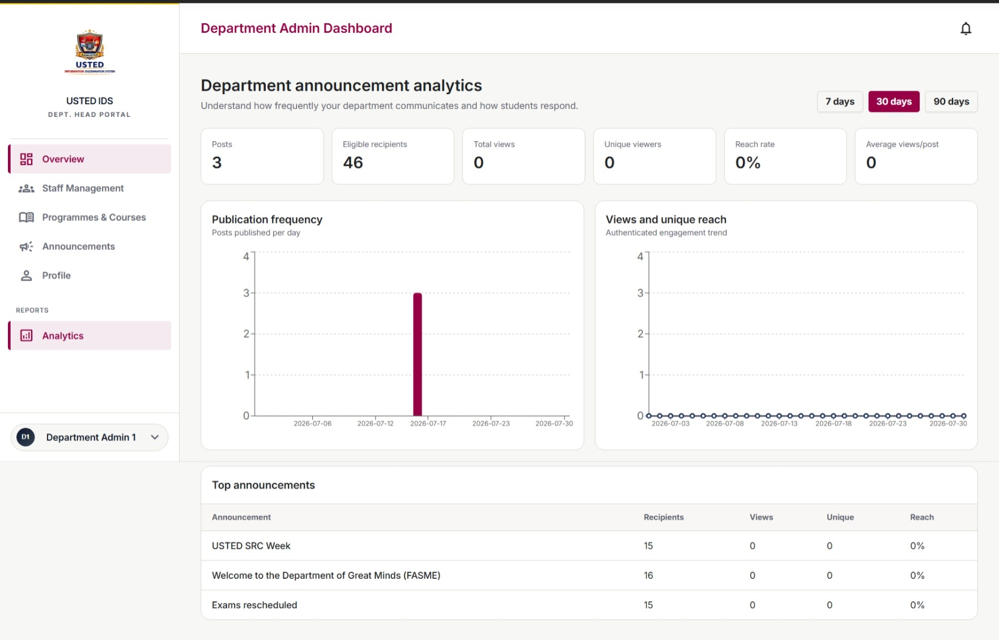 Department Admin Dashboard
AAMUSTED
USTED
INFORMATION DISSEMINATION SYSTEM
USTED IDS
DEPT. HEAD PORTAL
Overview
Staff Management
Programmes & Courses
Announcements
Profile
REPORTS
Analytics
D1
Department Admin 1
Department announcement analytics
Understand how frequently your department communicates and how students respond.
7 days
30 days
90 days
Posts
3
Eligible recipients
46
Total views
0
Unique viewers
0
Reach rate
0%
Average views/post
0
Publication frequency
Posts published per day
4
3
2
1
0
2026-07-06 2026-07-12 2026-07-17 2026-07-23 2026-07-30
Views and unique reach
Authenticated engagement trend
4
3
2
1
0
2026-07-03 2026-07-08 2026-07-13 2026-07-18 2026-07-23 2026-07-30
Top announcements
Announcement Recipients Views Unique Reach
USTED SRC Week 15 0 0 0%
Welcome to the Department of Great Minds (FASME) 16 0 0 0%
Exams rescheduled 15 0 0 0%